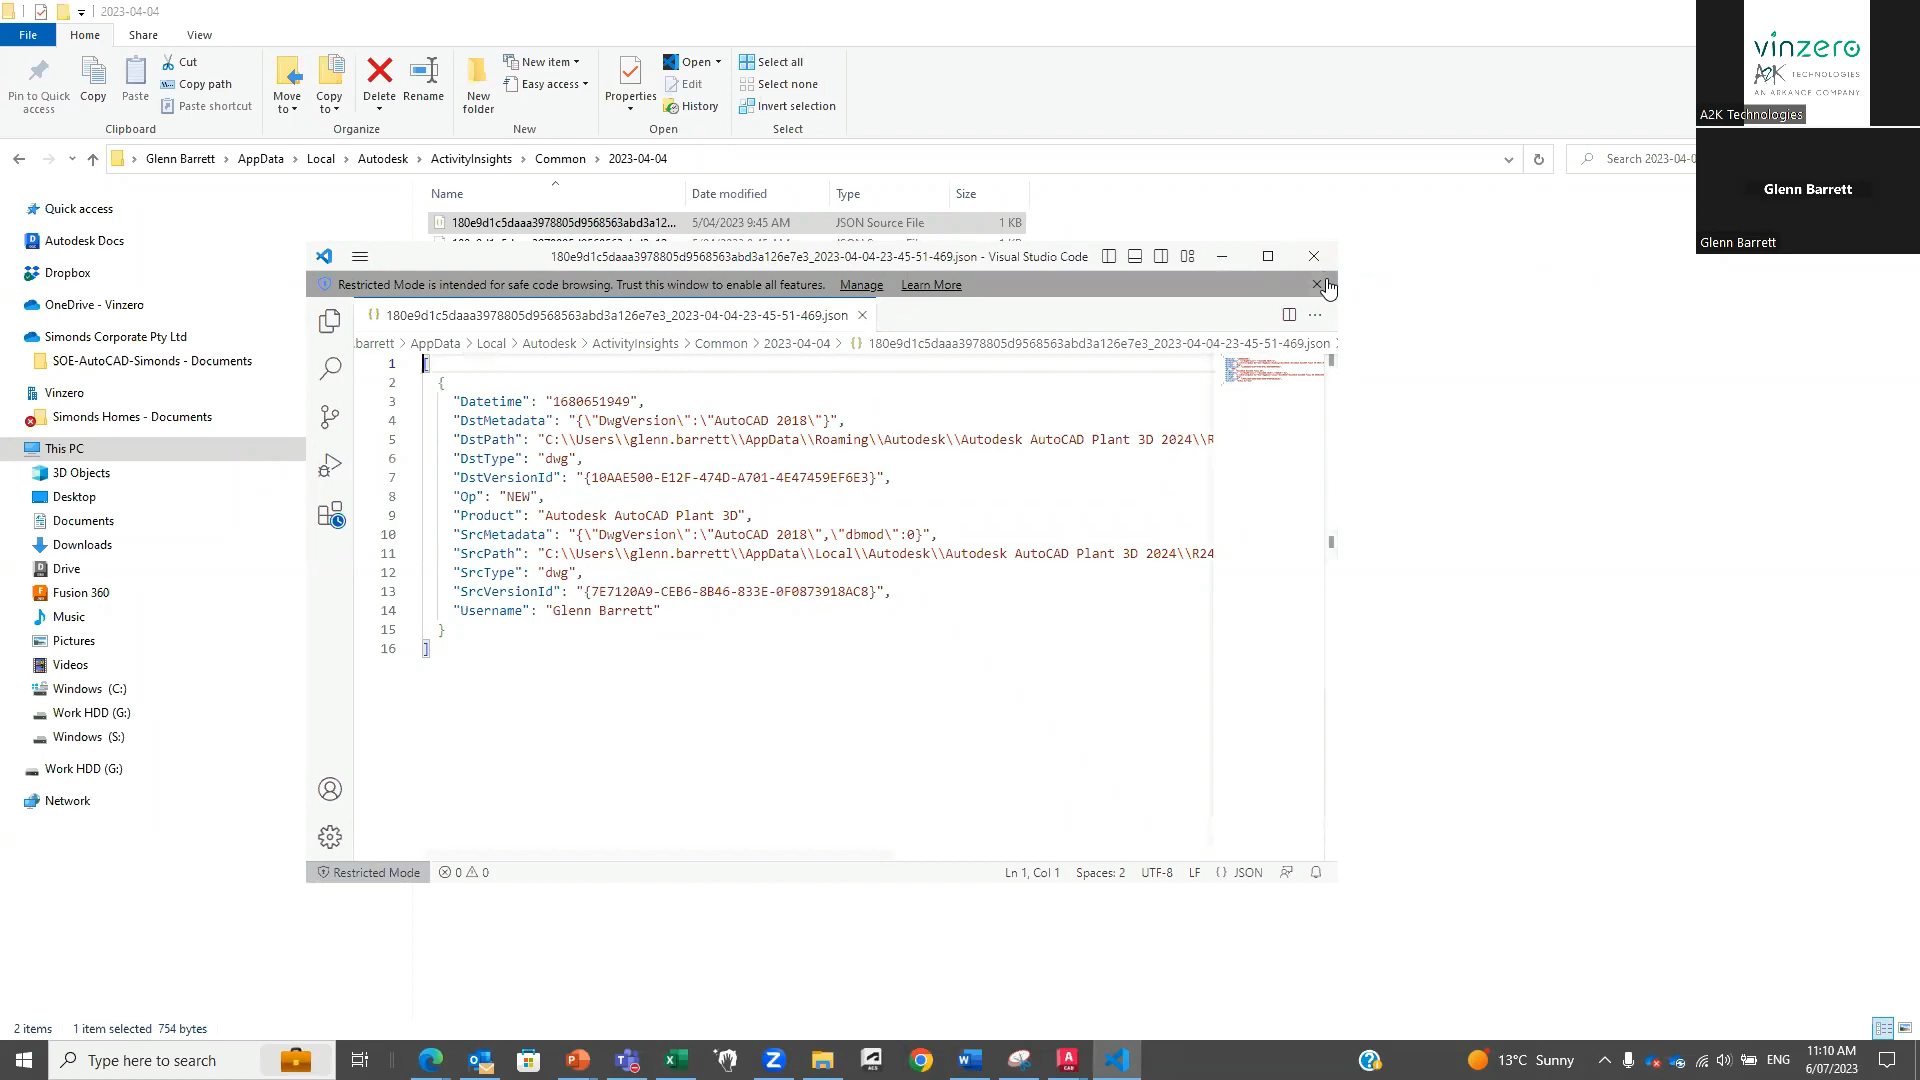 2023-04-04
File Home Share View
Pin to Quick access
Copy
Paste
Cut
Copy path
Paste shortcut
Clipboard
Move to
Copy to
Delete
Rename
Organize
New folder
New item
Easy access
New
Properties
Open
Edit
History
Open
Select all
Select none
Invert selection
Select
Glenn Barrett > AppData > Local > Autodesk > ActivityInsights > Common > 2023-04-04
Search 2023-04-0
Name Date modified Type Size
180e9d1c5daaa3978805d9568563abd3a12... 5/04/2023 9:45 AM JSON Source File 1 KB
Quick access
Autodesk Docs
Dropbox
OneDrive - Vinzero
Simonds Corporate Pty Ltd
SOE-AutoCAD-Simonds - Documents
Vinzero
Simonds Homes - Documents
This PC
3D Objects
Desktop
Documents
Downloads
Drive
Fusion 360
Music
Pictures
Videos
Windows (C:)
Work HDD (G:)
Windows (S:)
Work HDD (G:)
Network
180e9d1c5daaa3978805d9568563abd3a126e7e3_2023-04-04-23-45-51-469.json - Visual Studio Code
Restricted Mode is intended for safe code browsing. Trust this window to enable all features. Manage Learn More
{} 180e9d1c5daaa3978805d9568563abd3a126e7e3_2023-04-04-23-45-51-469.json
.barrett > AppData > Local > Autodesk > ActivityInsights > Common > 2023-04-04 > {} 180e9d1c5daaa3978805d9568563abd3a126e7e3_2023-04-04-23-45-51-469.json
1 [
2 {
3 "Datetime": "1680651949",
4 "DstMetadata": "{\"DwgVersion\":\"AutoCAD 2018\"}",
5 "DstPath": "C:\\Users\\glenn.barrett\\AppData\\Roaming\\Autodesk\\Autodesk AutoCAD Plant 3D 2024\\R
6 "DstType": "dwg",
7 "DstVersionId": "{10AAE500-E12F-474D-A701-4E47459EF6E3}",
8 "Op": "NEW",
9 "Product": "Autodesk AutoCAD Plant 3D",
10 "SrcMetadata": "{\"DwgVersion\":\"AutoCAD 2018\",\"dbmod\":0}",
11 "SrcPath": "C:\\Users\\glenn.barrett\\AppData\\Local\\Autodesk\\Autodesk AutoCAD Plant 3D 2024\\R24
12 "SrcType": "dwg",
13 "SrcVersionId": "{7E7120A9-CEB6-8B46-833E-0F0873918AC8}",
14 "Username": "Glenn Barrett"
15 }
16 ]
Restricted Mode 0 0 Ln 1, Col 1 Spaces: 2 UTF-8 LF {} JSON
vinzero
A2K TECHNOLOGIES
AN ARKANCE COMPANY
A2K Technologies
Glenn Barrett
Glenn Barrett
2 items 1 item selected 754 bytes
Type here to search
13°C Sunny
ENG
11:10 AM
6/07/2023